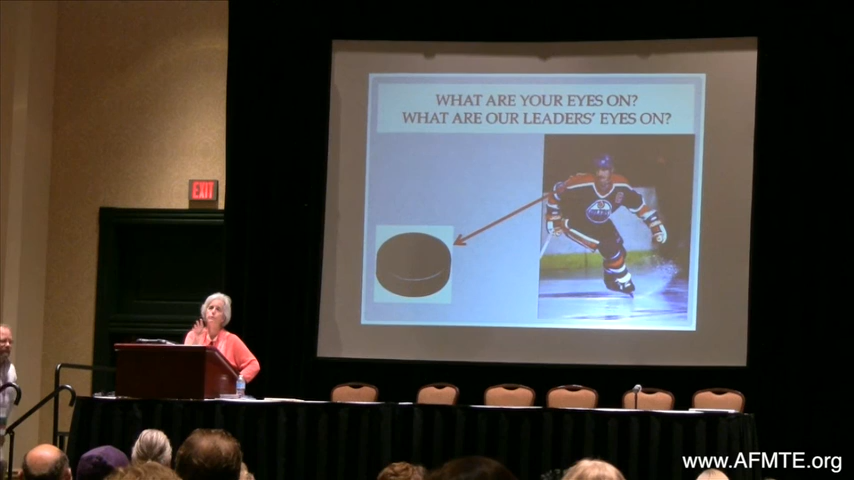 WHAT ARE YOUR EYES ON?
WHAT ARE OUR LEADERS' EYES ON?
EXIT
www.AFMTE.org